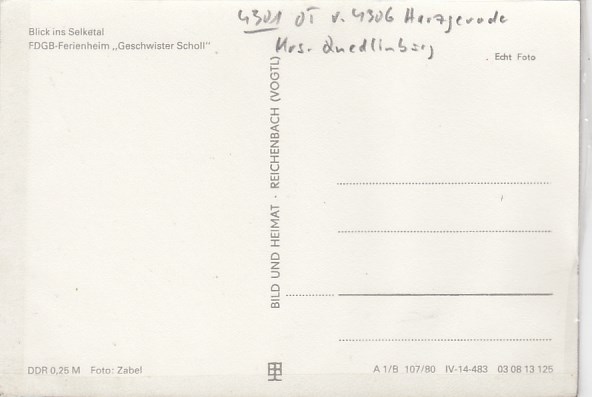 4301 OT v. 4306 Harzgerode
Krs. Quedlinburg
Blick ins Selketal
FDGB-Ferienheim „Geschwister Scholl“
Echt Foto
BILD UND HEIMAT · REICHENBACH (VOGTL)
DDR 0,25 M Foto: Zabel
A 1/B 107/80 IV-14-483 03 08 13 125